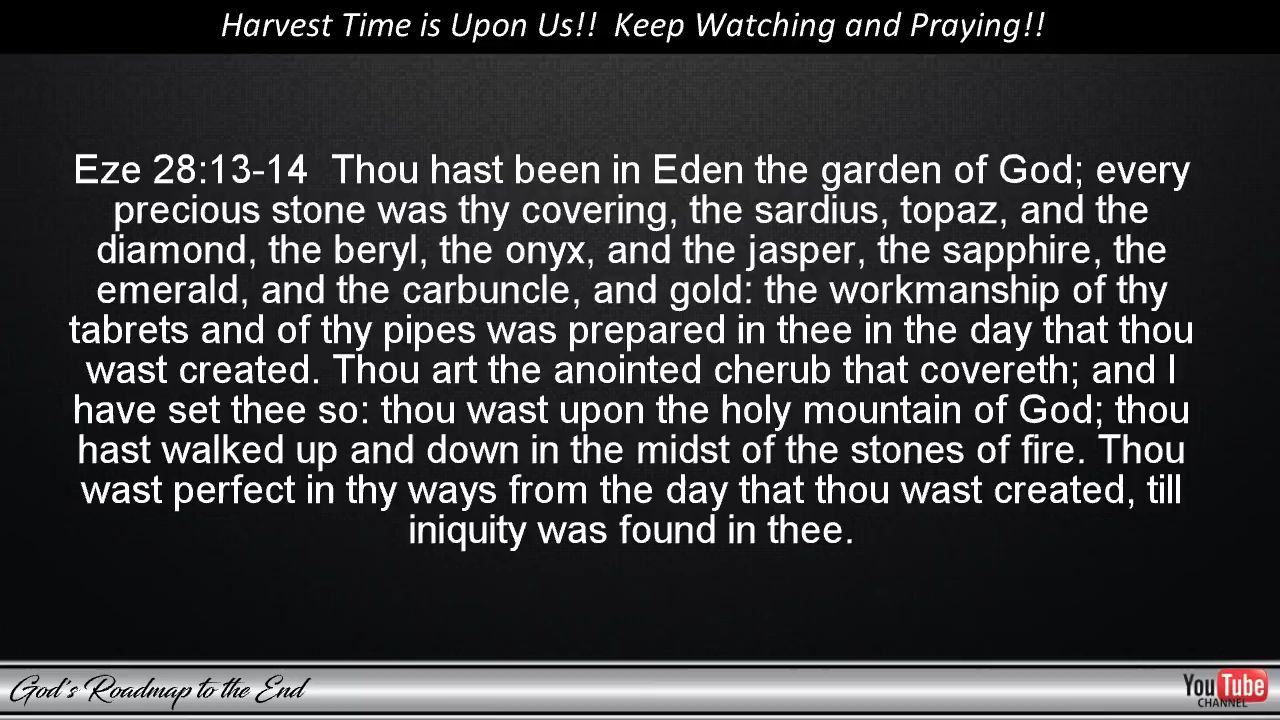 Harvest Time is Upon Us!!  Keep Watching and Praying!!
Eze 28:13-14  Thou hast been in Eden the garden of God; every
precious stone was thy covering, the sardius, topaz, and the
diamond, the beryl, the onyx, and the jasper, the sapphire, the
emerald, and the carbuncle, and gold: the workmanship of thy
tabrets and of thy pipes was prepared in thee in the day that thou
wast created. Thou art the anointed cherub that covereth; and I
have set thee so: thou wast upon the holy mountain of God; thou
hast walked up and down in the midst of the stones of fire. Thou
wast perfect in thy ways from the day that thou wast created, till
iniquity was found in thee.
God's Roadmap to the End
YouTube
CHANNEL